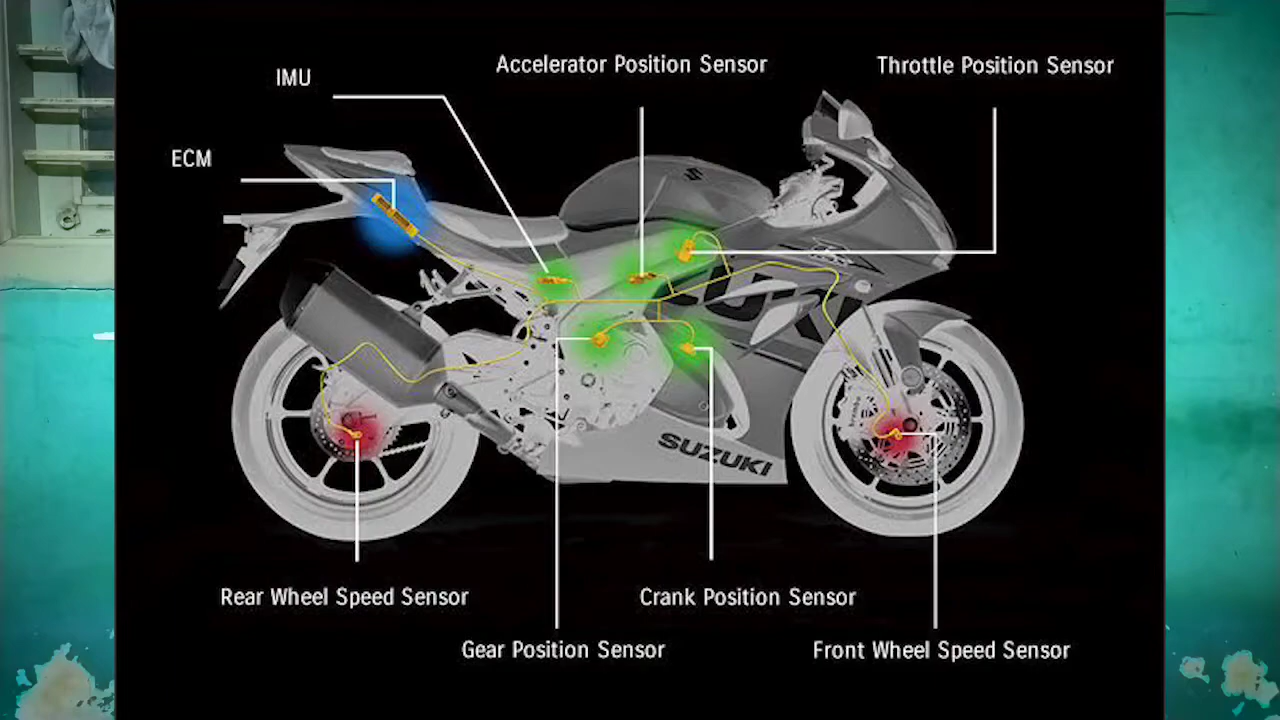 Accelerator Position Sensor
Throttle Position Sensor
IMU
ECM
SUZUKI
Rear Wheel Speed Sensor
Crank Position Sensor
Gear Position Sensor
Front Wheel Speed Sensor